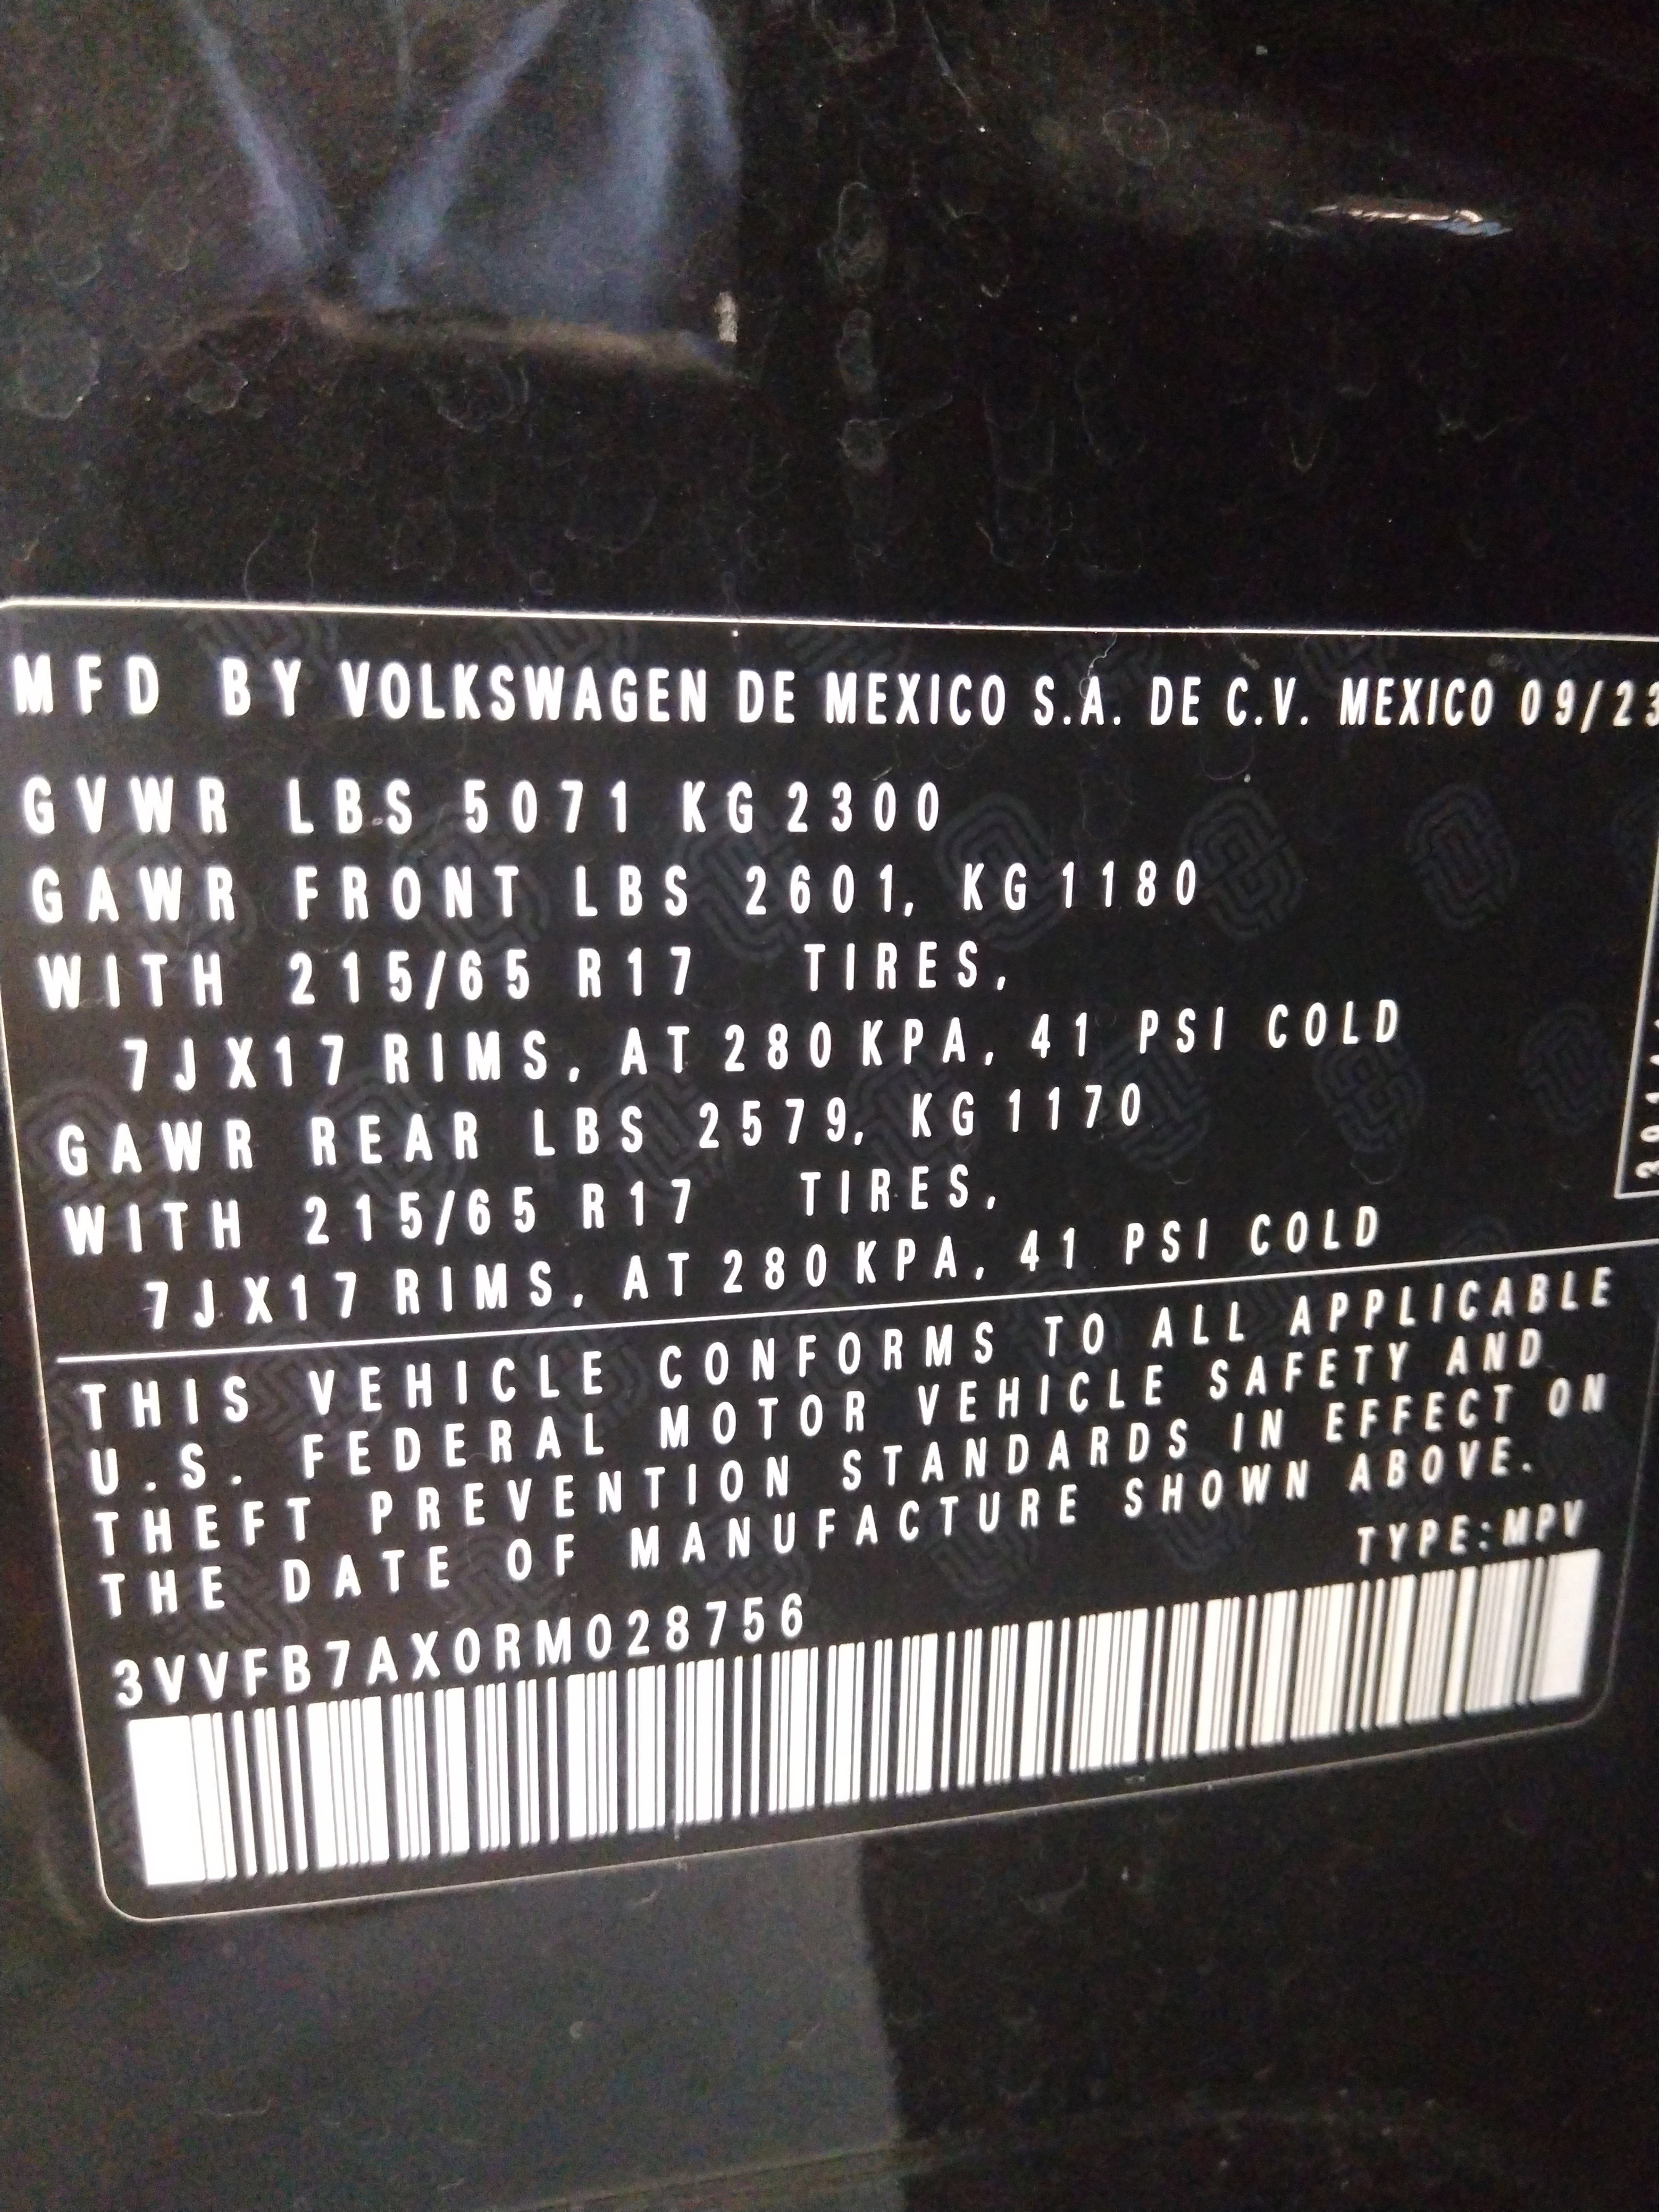 MFD BY VOLKSWAGEN DE MEXICO S.A. DE C.V. MEXICO 09/23
GVWR LBS 5071 KG 2300
GAWR FRONT LBS 2601, KG 1180
WITH 215/65 R17 TIRES,
7JX17 RIMS, AT 280 KPA, 41 PSI COLD
GAWR REAR LBS 2579, KG 1170
WITH 215/65 R17 TIRES,
7JX17 RIMS, AT 280 KPA, 41 PSI COLD
THIS VEHICLE CONFORMS TO ALL APPLICABLE
U.S. FEDERAL MOTOR VEHICLE SAFETY AND
THEFT PREVENTION STANDARDS IN EFFECT ON
THE DATE OF MANUFACTURE SHOWN ABOVE.
TYPE:MPV
3VVFB7AX0RM028756